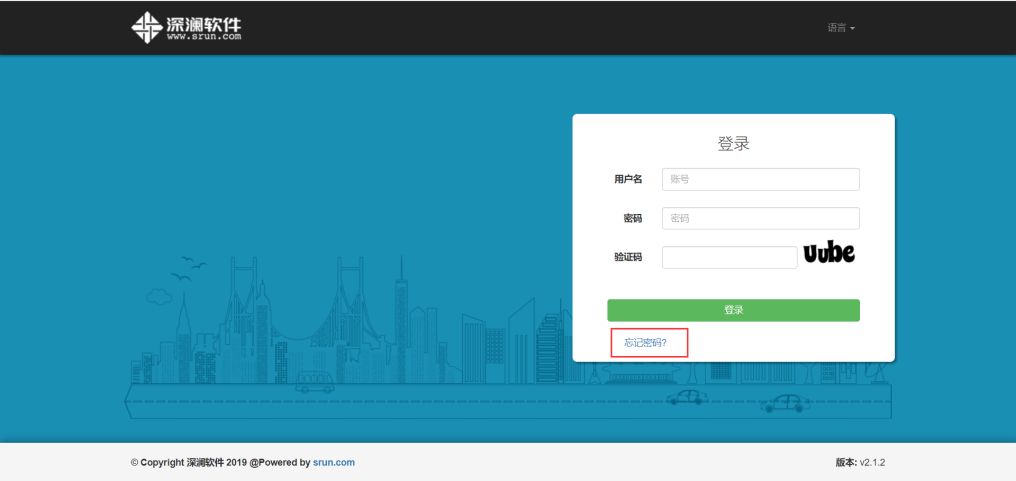 深澜软件
www.srun.com
语言
登录
用户名 账号
密码 密码
验证码 Uube
登录
忘记密码?
© Copyright 深澜软件 2019 @Powered by srun.com 版本: v2.1.2